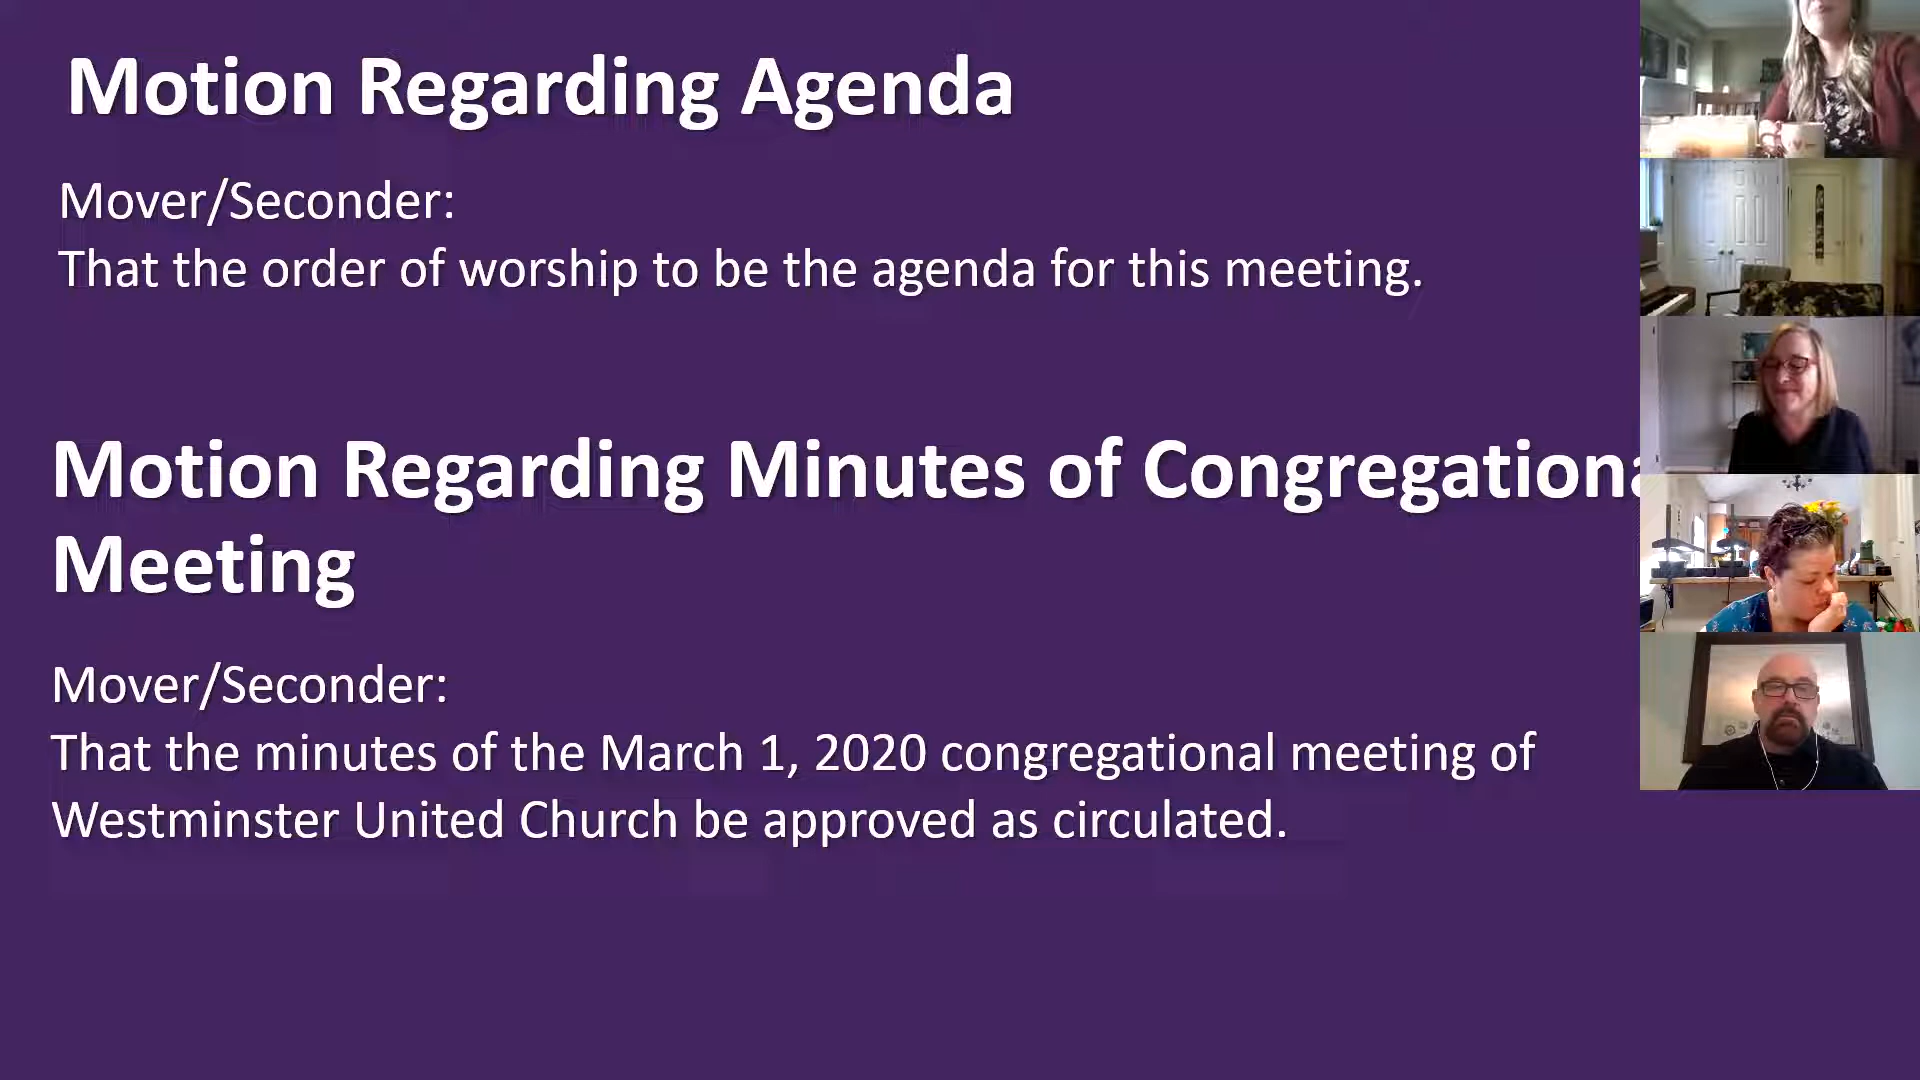 Motion Regarding Agenda
Mover/Seconder:
That the order of worship to be the agenda for this meeting.
Motion Regarding Minutes of Congregationa
Meeting
Mover/Seconder:
That the minutes of the March 1, 2020 congregational meeting of
Westminster United Church be approved as circulated.